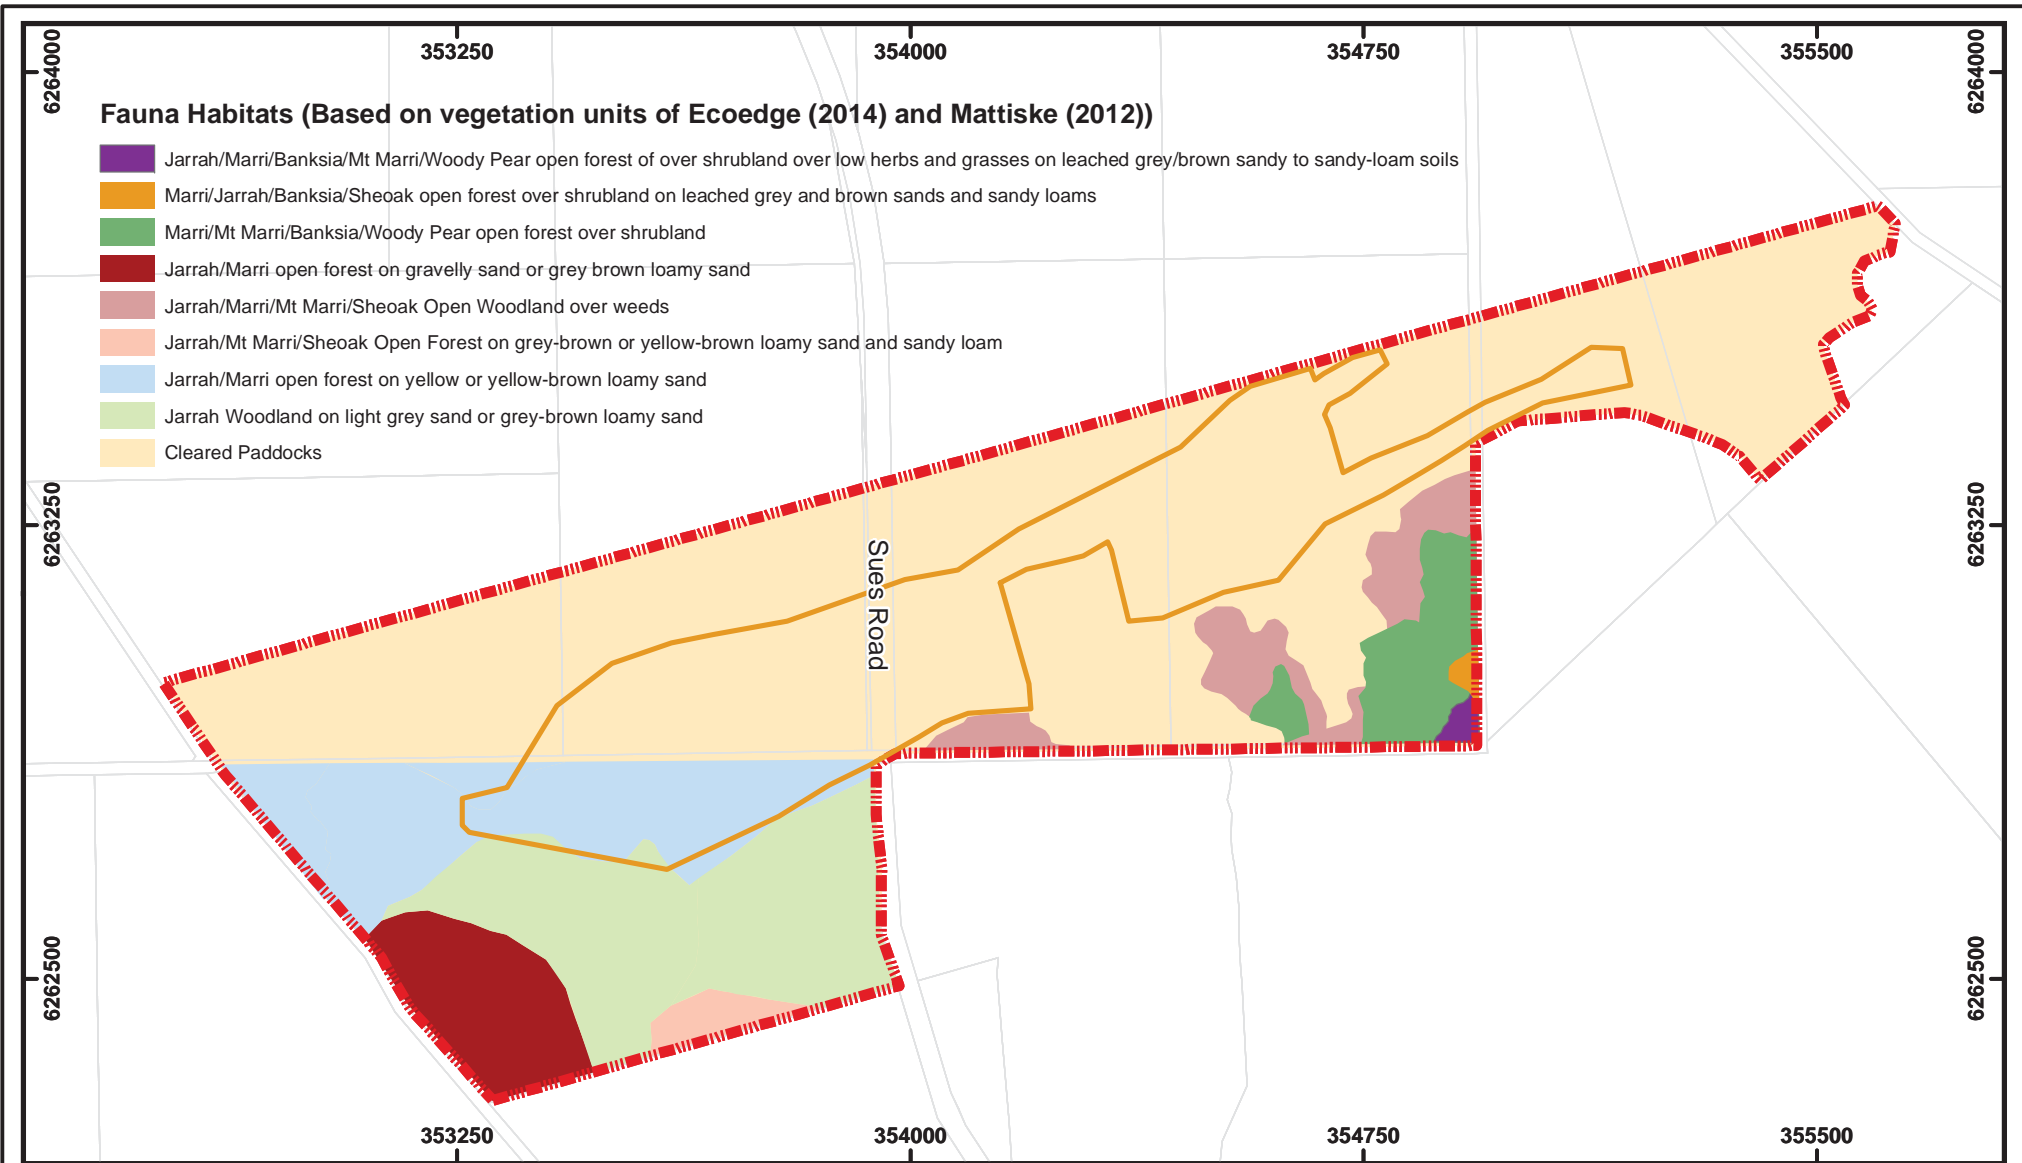 353250
354000
354750
355500
6264000
6264000
Fauna Habitats (Based on vegetation units of Ecoedge (2014) and Mattiske (2012))
Jarrah/Marri/Banksia/Mt Marri/Woody Pear open forest of over shrubland over low herbs and grasses on leached grey/brown sandy to sandy-loam soils
Marri/Jarrah/Banksia/Sheoak open forest over shrubland on leached grey and brown sands and sandy loams
Marri/Mt Marri/Banksia/Woody Pear open forest over shrubland
Jarrah/Marri open forest on gravelly sand or grey brown loamy sand
Jarrah/Marri/Mt Marri/Sheoak Open Woodland over weeds
Jarrah/Mt Marri/Sheoak Open Forest on grey-brown or yellow-brown loamy sand and sandy loam
Jarrah/Marri open forest on yellow or yellow-brown loamy sand
Jarrah Woodland on light grey sand or grey-brown loamy sand
Cleared Paddocks
6263250
6263250
Sues Road
6262500
6262500
353250
354000
354750
355500